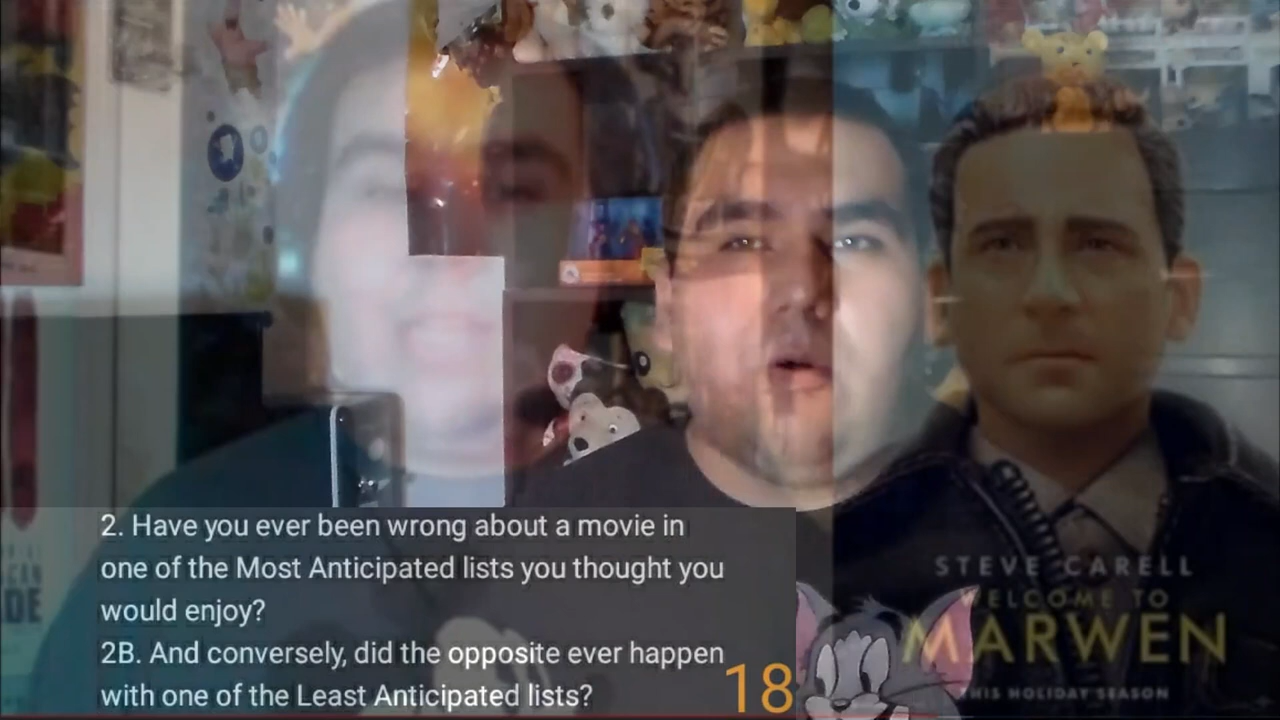 2. Have you ever been wrong about a movie in
one of the Most Anticipated lists you thought you
would enjoy?
2B. And conversely, did the opposite ever happen
with one of the Least Anticipated lists?
18
STEVE CARELL
WELCOME TO
MARWEN
THIS HOLIDAY SEASON